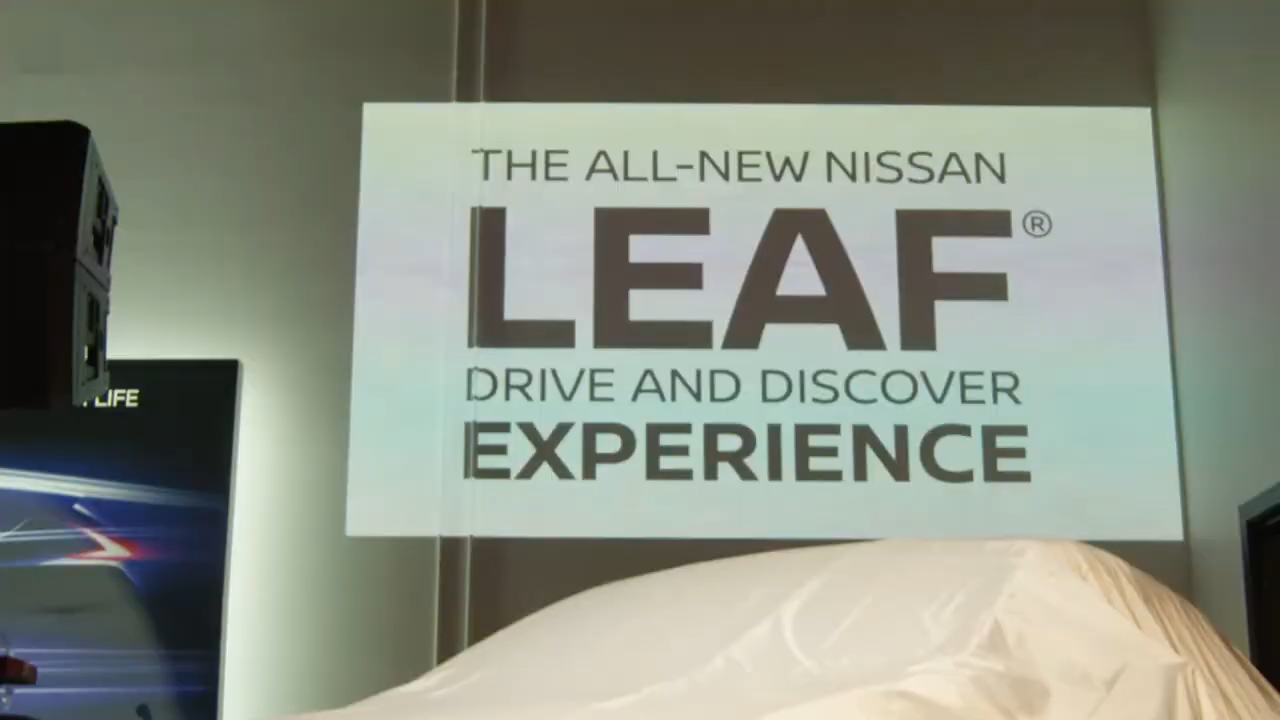 THE ALL-NEW NISSAN
LEAF®
DRIVE AND DISCOVER
EXPERIENCE
LIFE